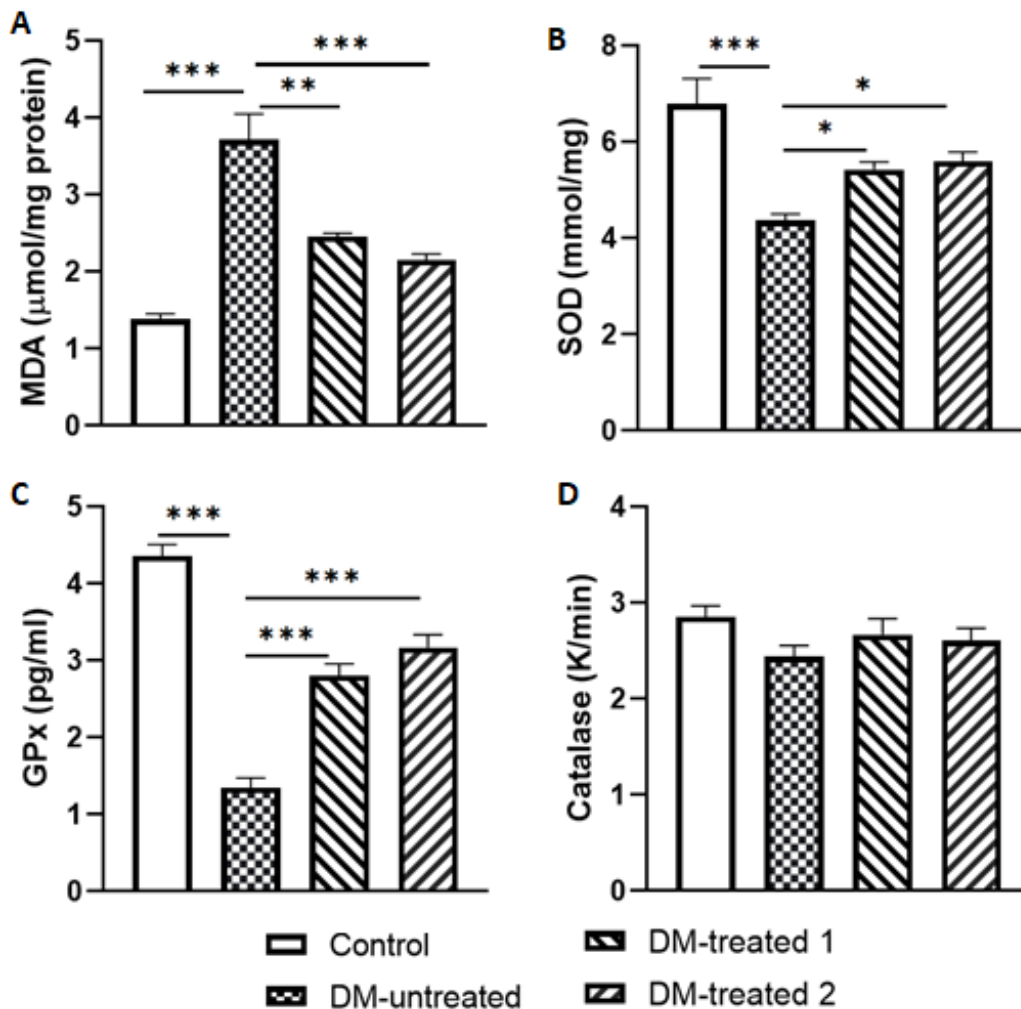 A
MDA (μmol/mg protein)
5
4
3
2
1
0
***
***
**
B
SOD (mmol/mg)
8
6
4
2
0
***
*
*
C
GPx (pg/ml)
5
4
3
2
1
0
***
***
***
D
Catalase (K/min)
4
3
2
1
0
Control
DM-untreated
DM-treated 1
DM-treated 2